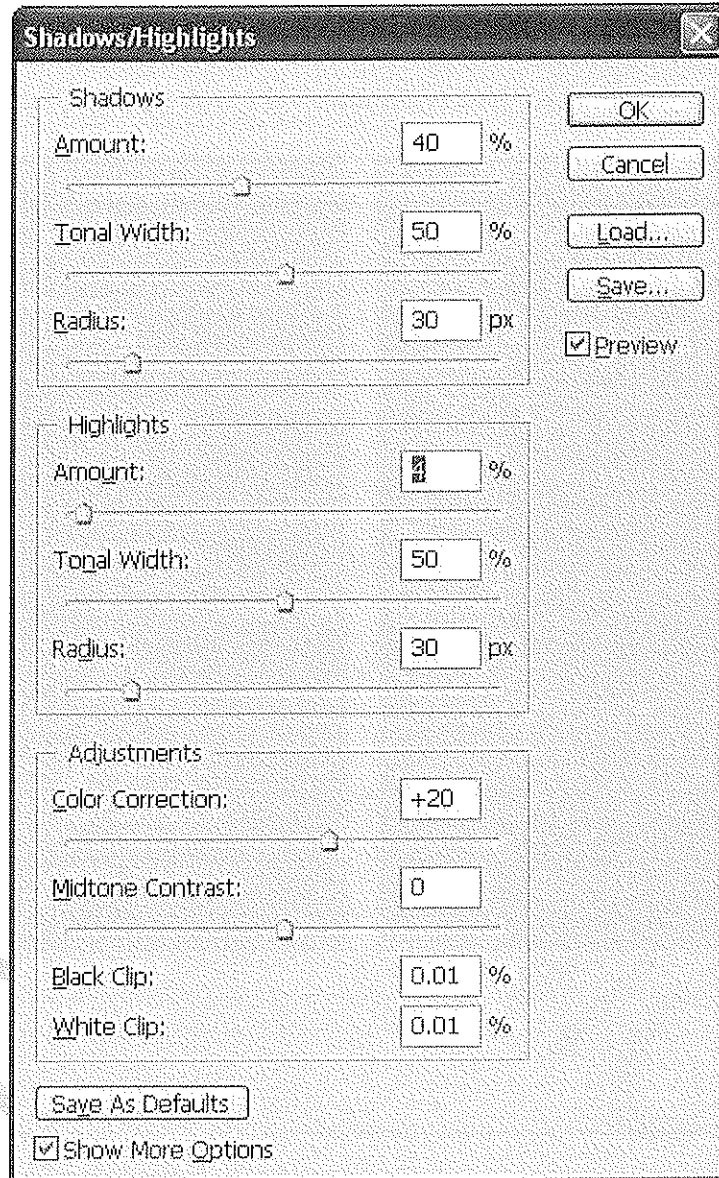 Shadows/Highlights
Shadows
Amount: 40 %
Tonal Width: 50 %
Radius: 30 px
OK
Cancel
Load...
Save...
Preview
Highlights
Amount: 4 %
Tonal Width: 50 %
Radius: 30 px
Adjustments
Color Correction: +20
Midtone Contrast: 0
Black Clip: 0.01 %
White Clip: 0.01 %
Save As Defaults
Show More Options